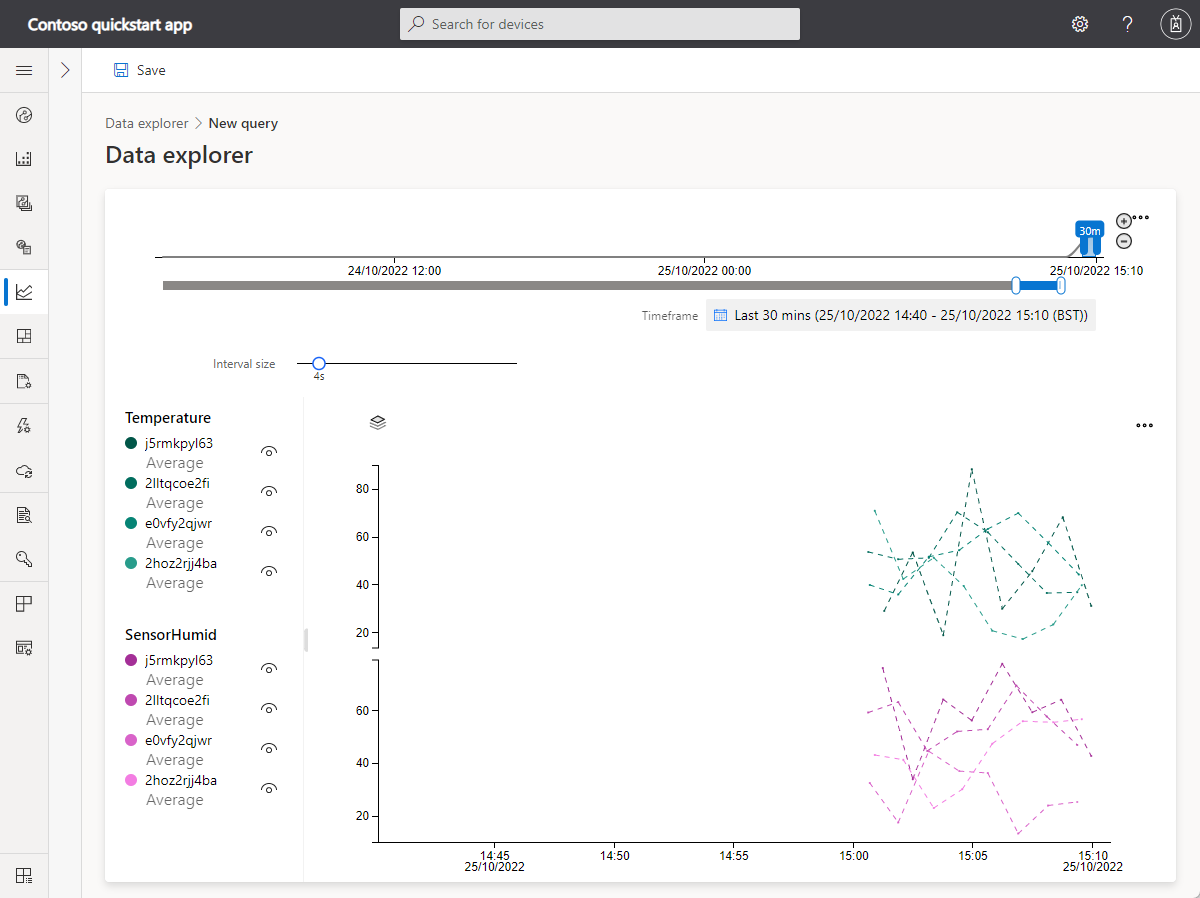 Contoso quickstart app
Search for devices
?
Save
Data explorer > New query
Data explorer
30m
24/10/2022 12:00 25/10/2022 00:00 25/10/2022 15:10
Timeframe Last 30 mins (25/10/2022 14:40 - 25/10/2022 15:10 (BST))
Interval size
4s
Temperature
j5rmkpyl63
Average
2lltqcoe2fi
Average
e0vfy2qjwr
Average
2hoz2rjj4ba
Average
SensorHumid
j5rmkpyl63
Average
2lltqcoe2fi
Average
e0vfy2qjwr
Average
2hoz2rjj4ba
Average
80
60
40
20
60
40
20
14:45 14:50 14:55 15:00 15:05 15:10
25/10/2022 25/10/2022